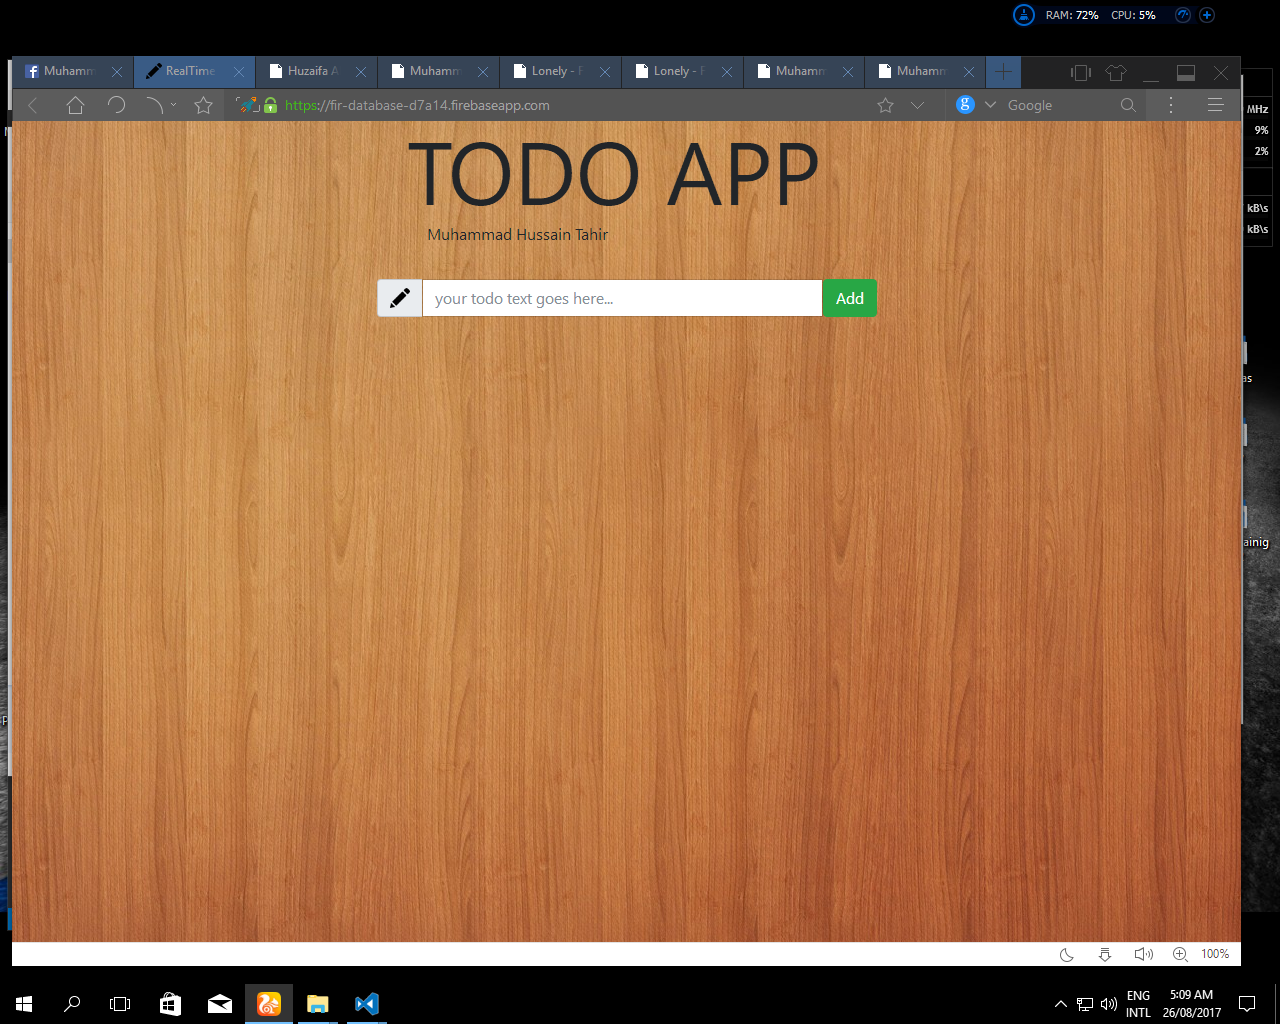 RAM: 72% CPU: 5%
Muhamm RealTime Huzaifa A Muhamm Lonely - F Lonely - F Muhamm Muhamm
https://fir-database-d7a14.firebaseapp.com
g Google
MHz
9%
2%
kB\s
kB\s
TODO APP
Muhammad Hussain Tahir
your todo text goes here...
Add
as
ainig
100%
ENG
INTL
5:09 AM
26/08/2017